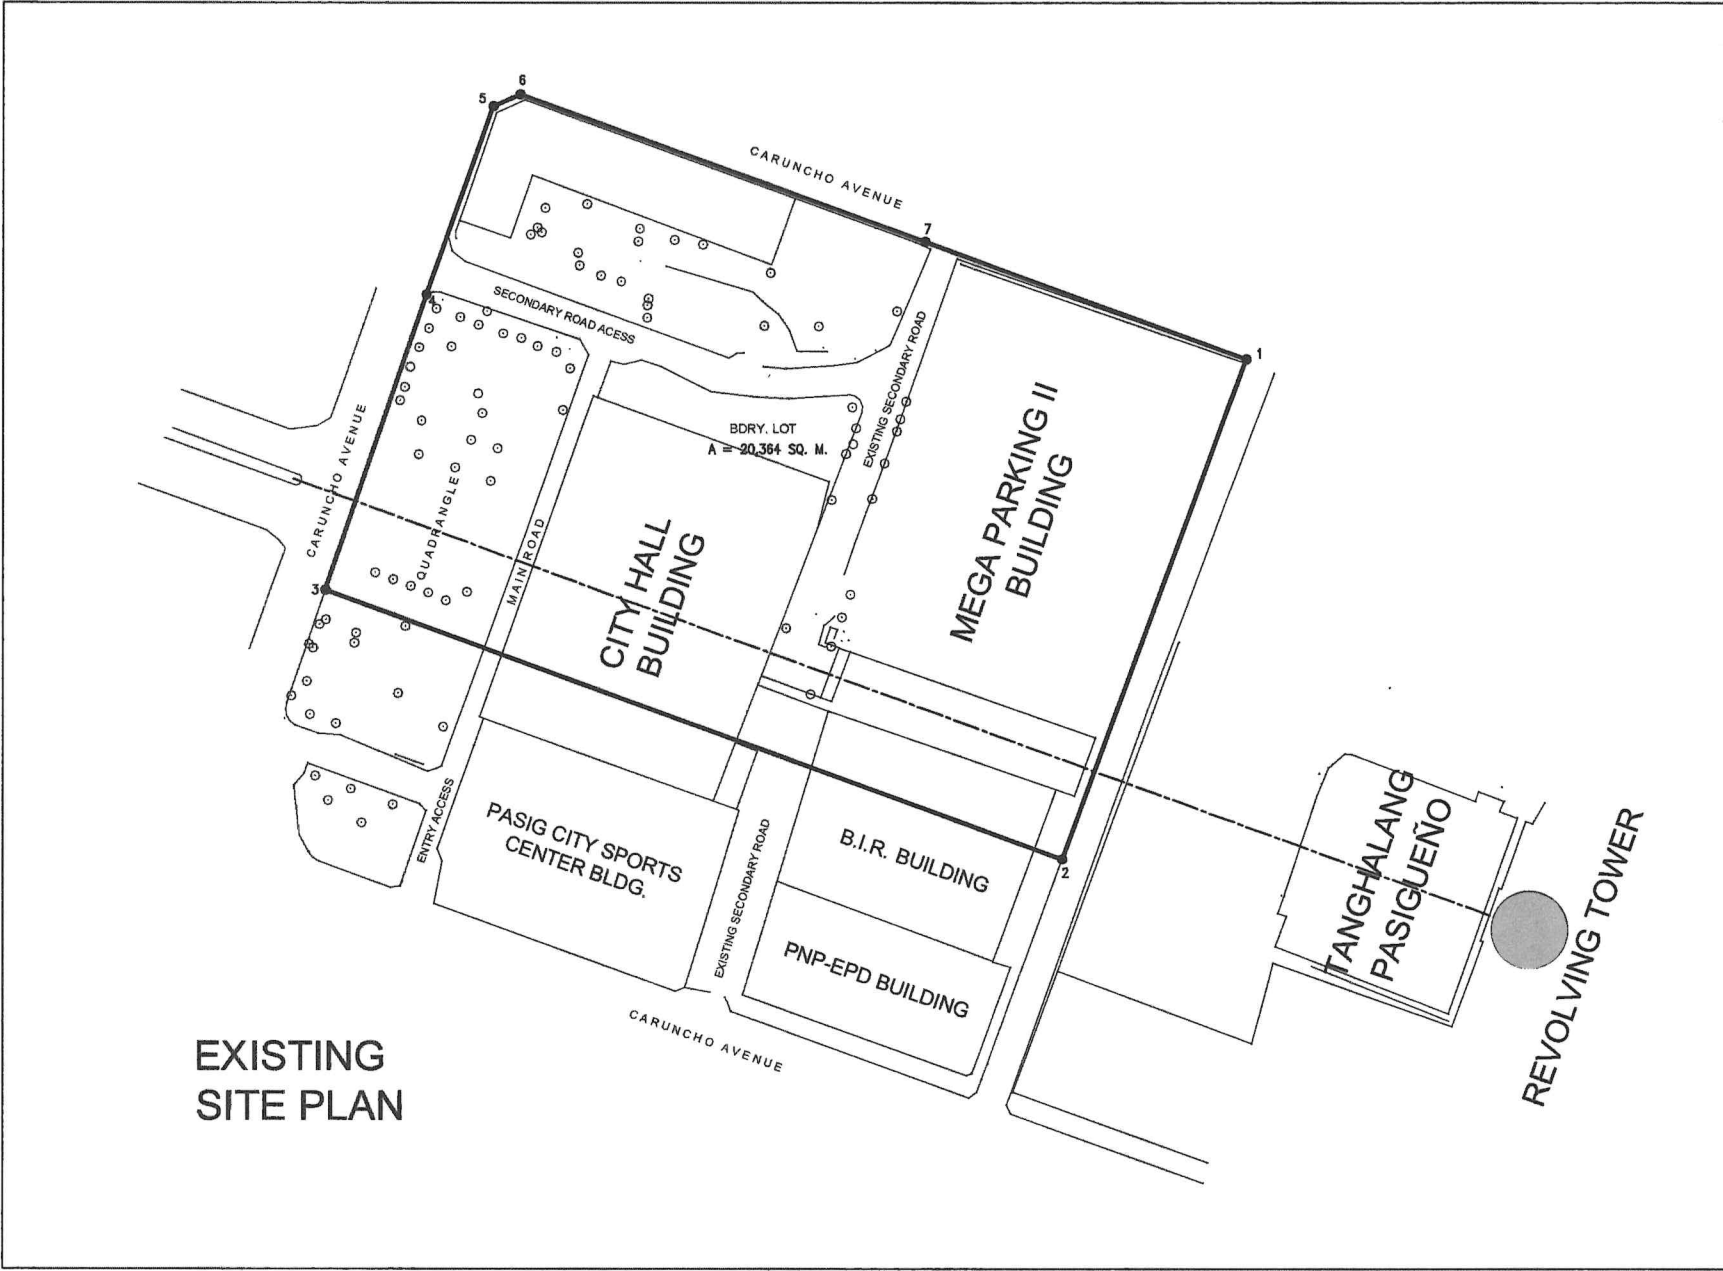 6
5
CARUNCHO AVENUE
7
4
SECONDARY ROAD ACESS
1
EXISTING SECONDARY ROAD
BDRY. LOT
A = 20,364 SQ. M.
CARUNCHO AVENUE
QUADRANGLE
MAIN ROAD
CITY HALL
BUILDING
MEGA PARKING II
BUILDING
3
2
ENTRY ACCESS
PASIG CITY SPORTS
CENTER BLDG.
EXISTING SECONDARY ROAD
B.I.R. BUILDING
PNP-EPD BUILDING
TANGHALANG
PASIGUEÑO
REVOLVING TOWER
CARUNCHO AVENUE
EXISTING
SITE PLAN